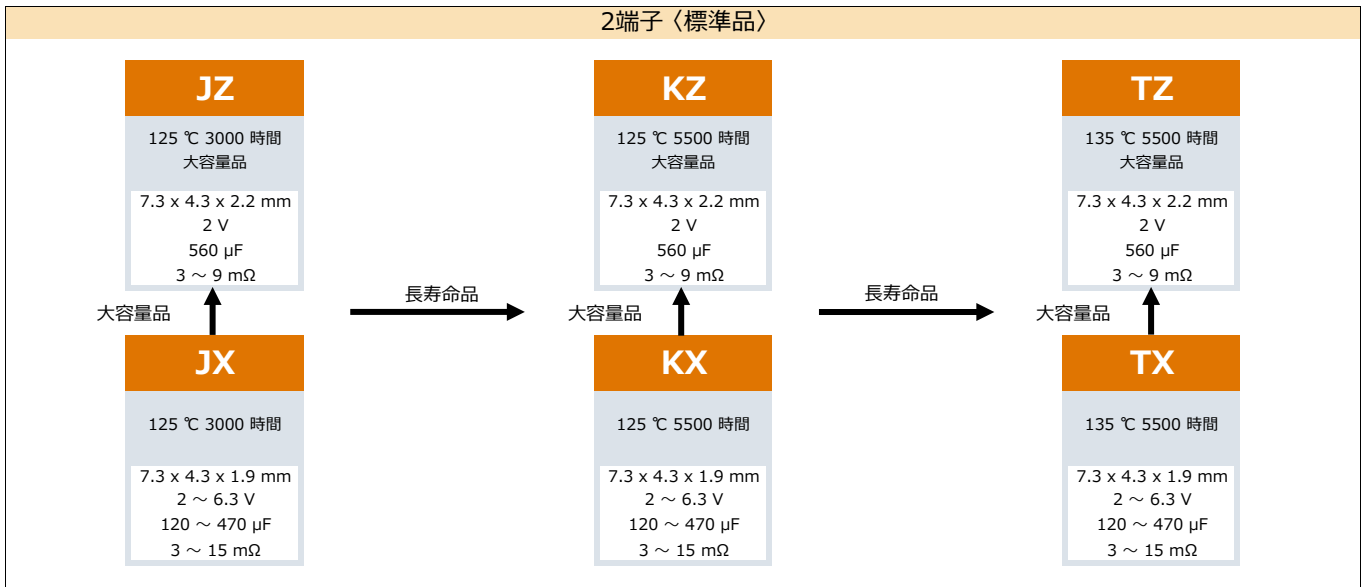 2端子〈標準品〉
JZ
125 ℃ 3000 時間
大容量品
7.3 x 4.3 x 2.2 mm
2 V
560 μF
3 ～ 9 mΩ
KZ
125 ℃ 5500 時間
大容量品
7.3 x 4.3 x 2.2 mm
2 V
560 μF
3 ～ 9 mΩ
TZ
135 ℃ 5500 時間
大容量品
7.3 x 4.3 x 2.2 mm
2 V
560 μF
3 ～ 9 mΩ
大容量品
長寿命品
大容量品
長寿命品
大容量品
JX
125 ℃ 3000 時間
7.3 x 4.3 x 1.9 mm
2 ～ 6.3 V
120 ～ 470 μF
3 ～ 15 mΩ
KX
125 ℃ 5500 時間
7.3 x 4.3 x 1.9 mm
2 ～ 6.3 V
120 ～ 470 μF
3 ～ 15 mΩ
TX
135 ℃ 5500 時間
7.3 x 4.3 x 1.9 mm
2 ～ 6.3 V
120 ～ 470 μF
3 ～ 15 mΩ